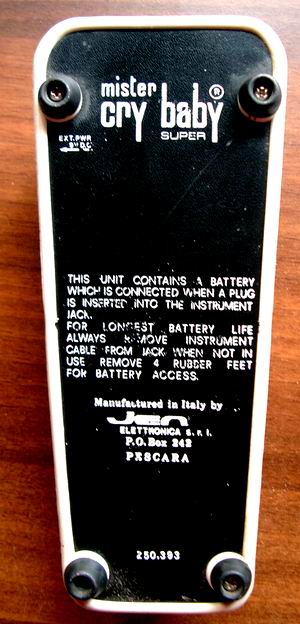 mister
cry baby ®
SUPER
EXT. PWR
9V D.C.
THIS UNIT CONTAINS A BATTERY
WHICH IS CONNECTED WHEN A PLUG
IS INSERTED INTO THE INSTRUMENT
JACK.
FOR LONGEST BATTERY LIFE
ALWAYS REMOVE INSTRUMENT
CABLE FROM JACK WHEN NOT IN
USE REMOVE 4 RUBBER FEET
FOR BATTERY ACCESS.
Manufactured in Italy by
Jen
ELETTRONICA s.r.l.
P.O.Box 242
PESCARA
250.393